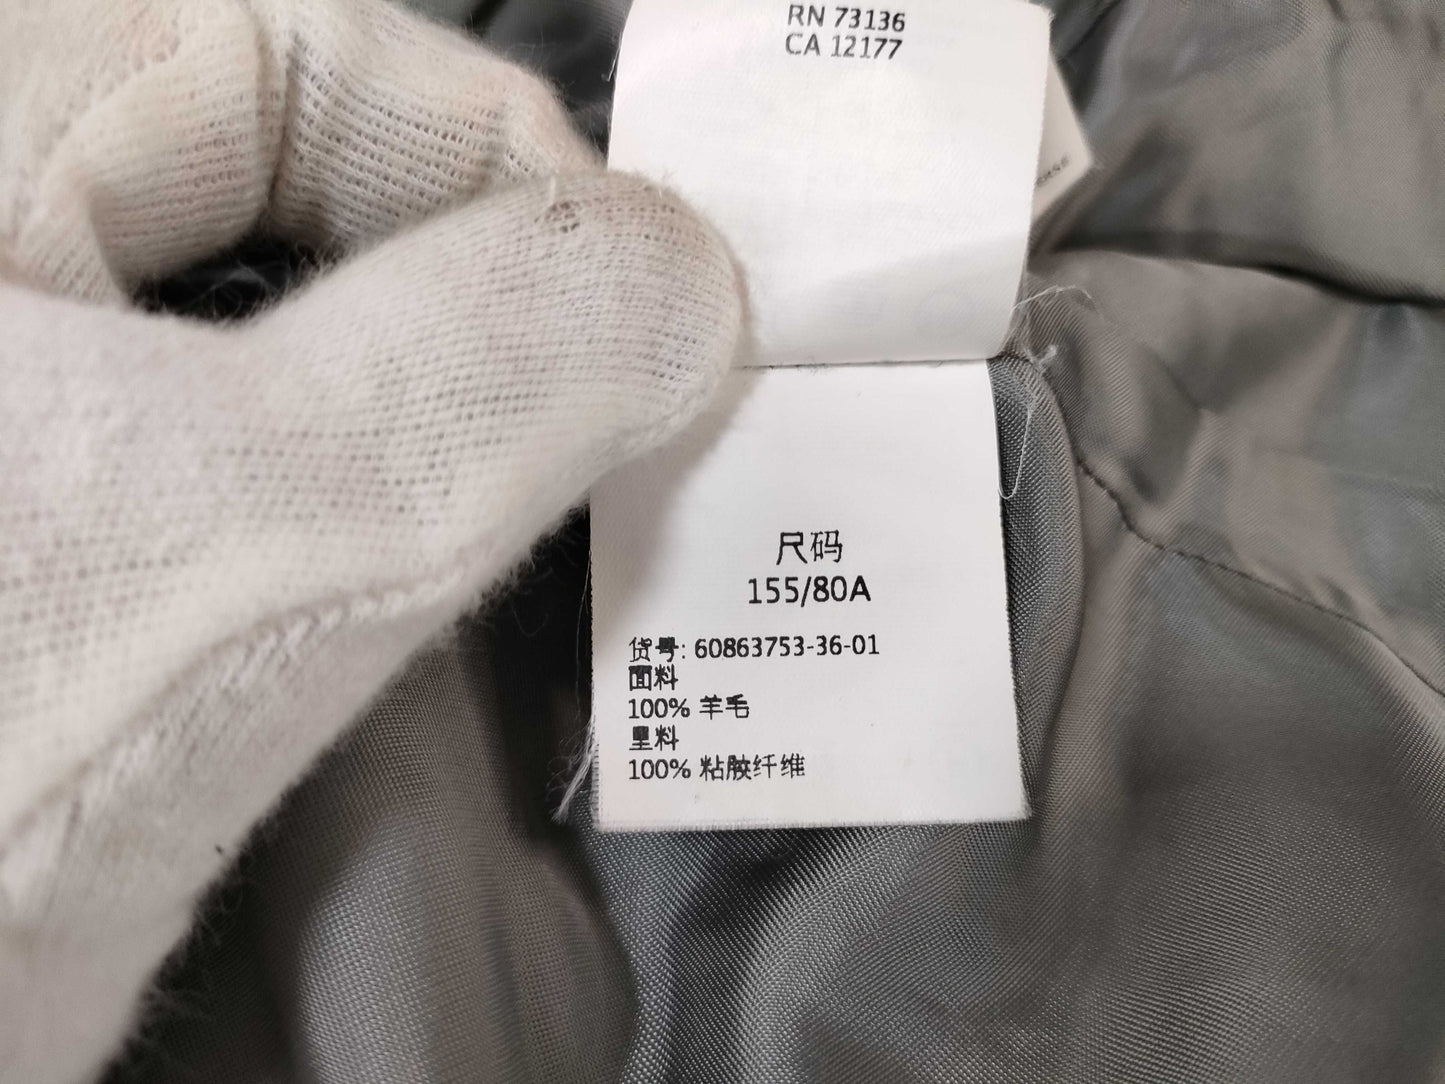 RN 73136
CA 12177
尺码
155/80A
货号: 60863753-36-01
面料
100% 羊毛
里料
100% 粘胶纤维